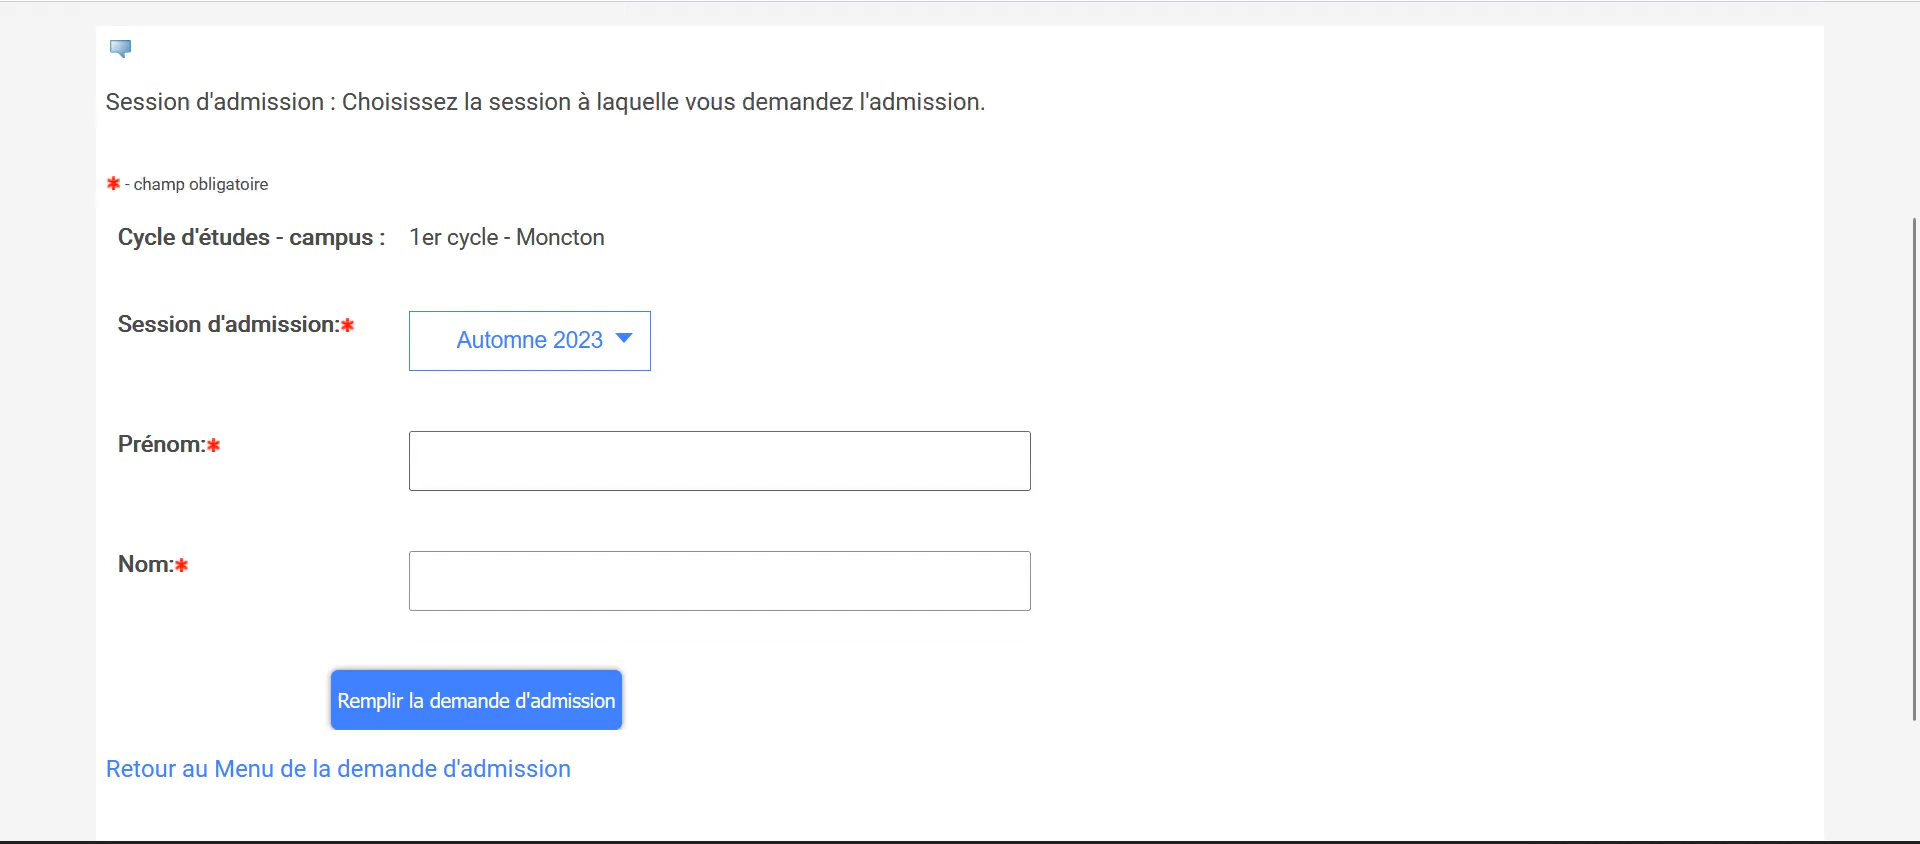 Session d'admission : Choisissez la session à laquelle vous demandez l'admission.
* - champ obligatoire
Cycle d'études - campus : 1er cycle - Moncton
Session d'admission:* Automne 2023
Prénom:*
Nom:*
Remplir la demande d'admission
Retour au Menu de la demande d'admission